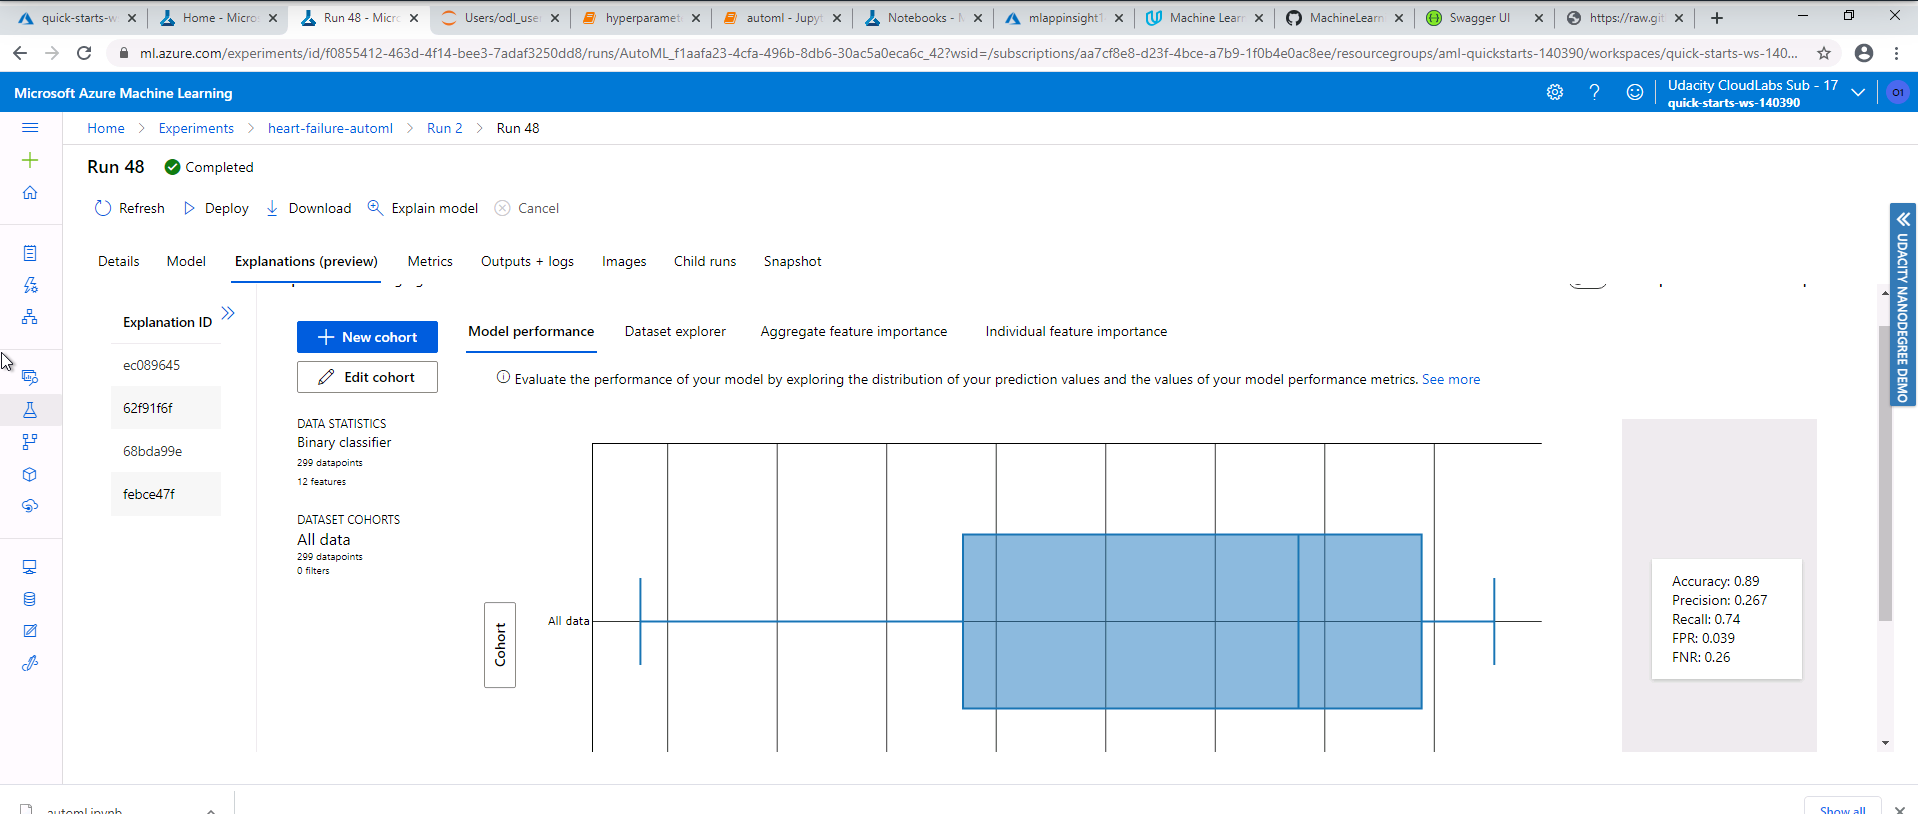 quick-starts-ws
Home - Micros
Run 48 - Micro
Users/odl_use
hyperparamet
automl - Jupyt
Notebooks - M
mlappinsight1
Machine Learn
MachineLearn
Swagger UI
https://raw.git
ml.azure.com/experiments/id/f0855412-463d-4f14-bee3-7adaf3250dd8/runs/AutoML_f1aafa23-4cfa-496b-8db6-30ac5a0eca6c_42?wsid=/subscriptions/aa7cf8e8-d23f-4bce-a7b9-1f0b4e0ac8ee/resourcegroups/aml-quickstarts-140390/workspaces/quick-starts-ws-140...
Microsoft Azure Machine Learning
Udacity CloudLabs Sub - 17
quick-starts-ws-140390
O1
Home > Experiments > heart-failure-automl > Run 2 > Run 48
Run 48 Completed
Refresh Deploy Download Explain model Cancel
Details Model Explanations (preview) Metrics Outputs + logs Images Child runs Snapshot
UDACITY NANODEGREE DEMO
Explanation ID
ec089645
62f91f6f
68bda99e
febce47f
New cohort
Edit cohort
Model performance Dataset explorer Aggregate feature importance Individual feature importance
Evaluate the performance of your model by exploring the distribution of your prediction values and the values of your model performance metrics. See more
DATA STATISTICS
Binary classifier
299 datapoints
12 features
DATASET COHORTS
All data
299 datapoints
0 filters
Cohort
All data
Accuracy: 0.89
Precision: 0.267
Recall: 0.74
FPR: 0.039
FNR: 0.26
automl.ipynb
Show all